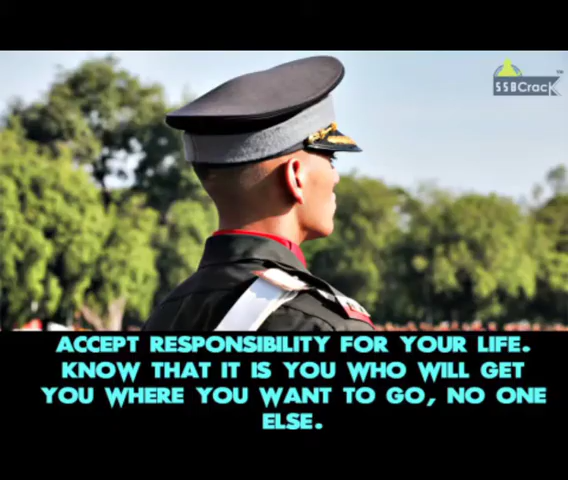 SSBCrack
TM
ACCEPT RESPONSIBILITY FOR YOUR LIFE.
KNOW THAT IT IS YOU WHO WILL GET
YOU WHERE YOU WANT TO GO, NO ONE
ELSE.